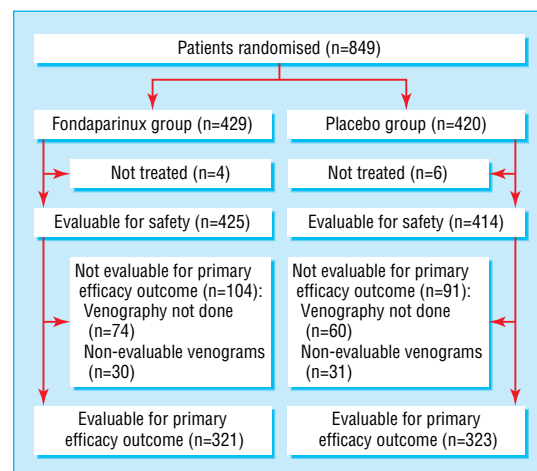 Patients randomised (n=849)
Fondaparinux group (n=429)
Placebo group (n=420)
Not treated (n=4)
Not treated (n=6)
Evaluable for safety (n=425)
Evaluable for safety (n=414)
Not evaluable for primary
efficacy outcome (n=104):
Venography not done
(n=74)
Non-evaluable venograms
(n=30)
Not evaluable for primary
efficacy outcome (n=91):
Venography not done
(n=60)
Non-evaluable venograms
(n=31)
Evaluable for primary
efficacy outcome (n=321)
Evaluable for primary
efficacy outcome (n=323)